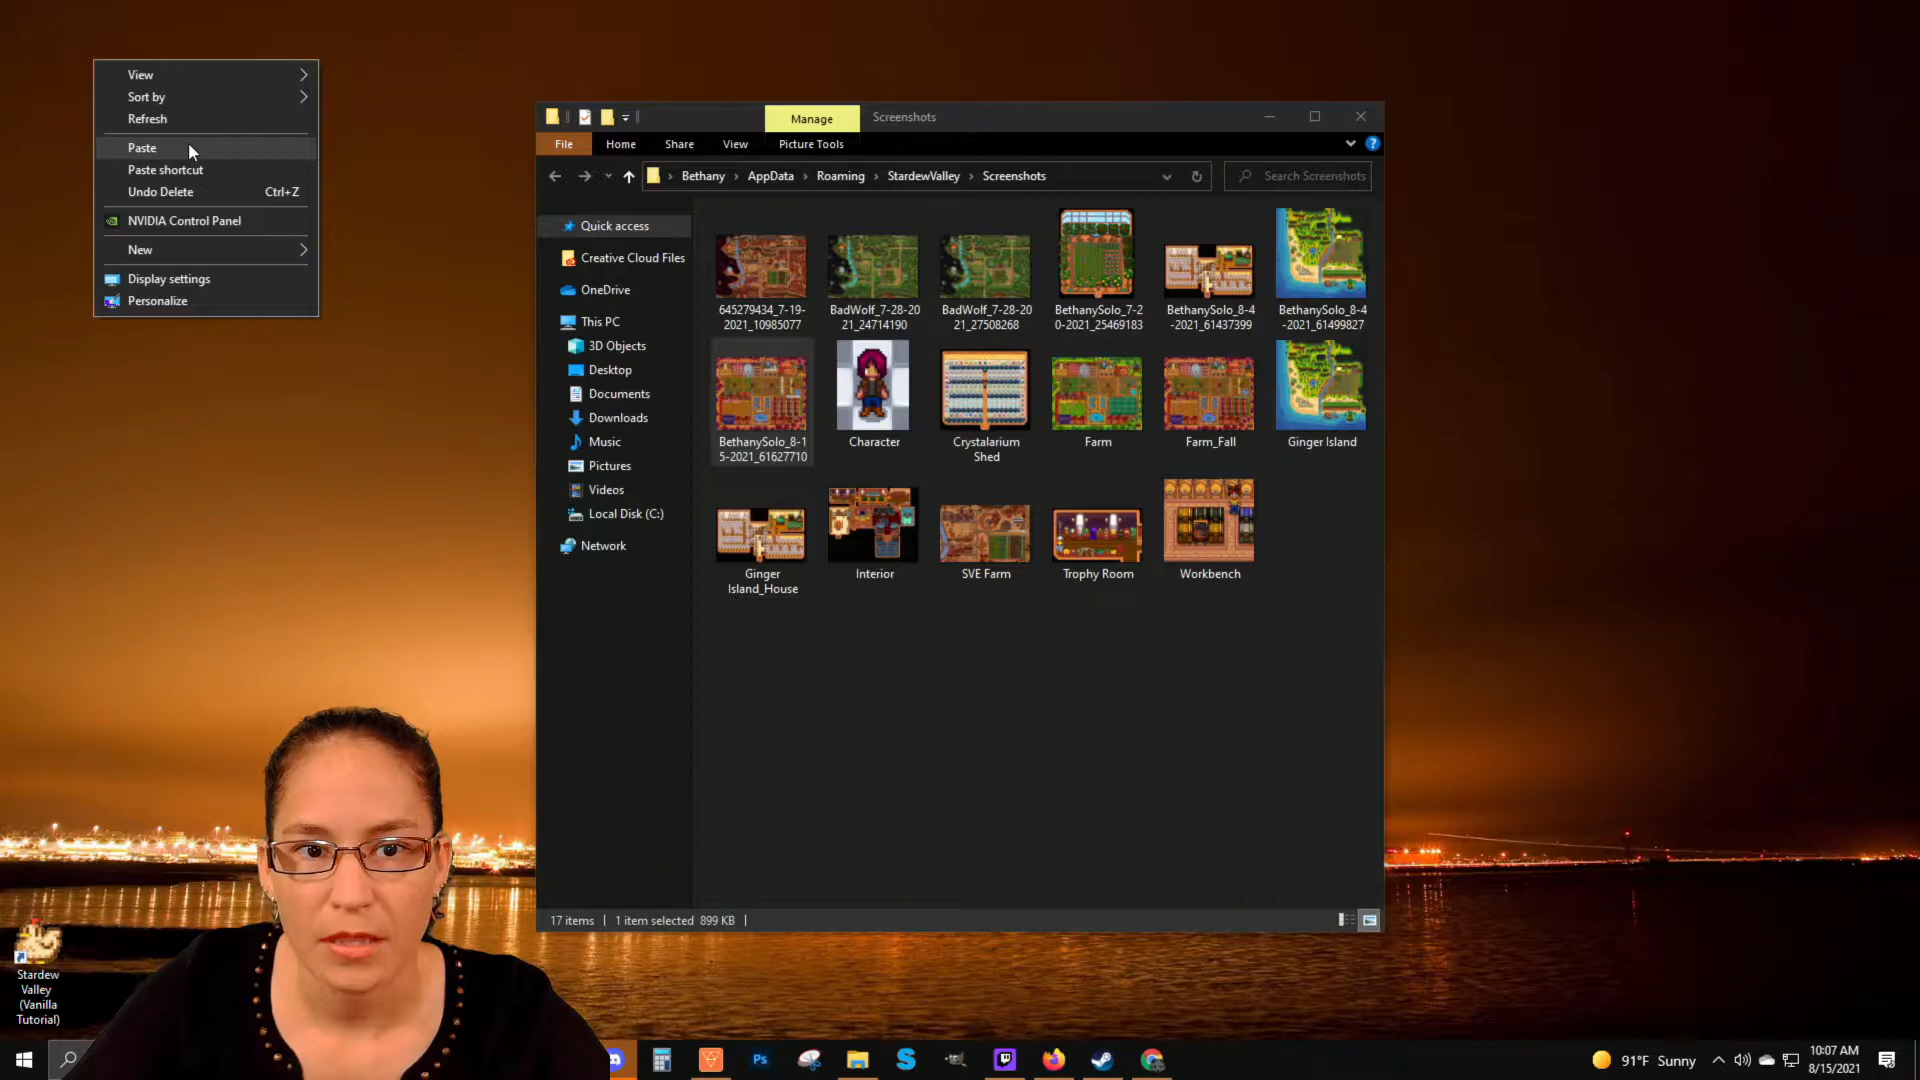 View
Sort by
Refresh
Paste
Paste shortcut
Undo Delete Ctrl+Z
NVIDIA Control Panel
New
Display settings
Personalize
Manage Screenshots
File Home Share View Picture Tools
Bethany AppData Roaming StardewValley Screenshots
Search Screenshots
Quick access
Creative Cloud Files
OneDrive
This PC
3D Objects
Desktop
Documents
Downloads
Music
Pictures
Videos
Local Disk (C:)
Network
645279434_7-19-
2021_10985077
BadWolf_7-28-20
21_24714190
BadWolf_7-28-20
21_27508268
BethanySolo_7-2
0-2021_25469183
BethanySolo_8-4
-2021_61437399
BethanySolo_8-4
-2021_61499827
BethanySolo_8-1
5-2021_61627710
Character
Crystalarium
Shed
Farm
Farm_Fall
Ginger Island
Ginger
Island_House
Interior
SVE Farm
Trophy Room
Workbench
17 items 1 item selected 899 KB
Stardew
Valley
(Vanilla
Tutorial)
Ps
91°F Sunny
10:07 AM
8/15/2021